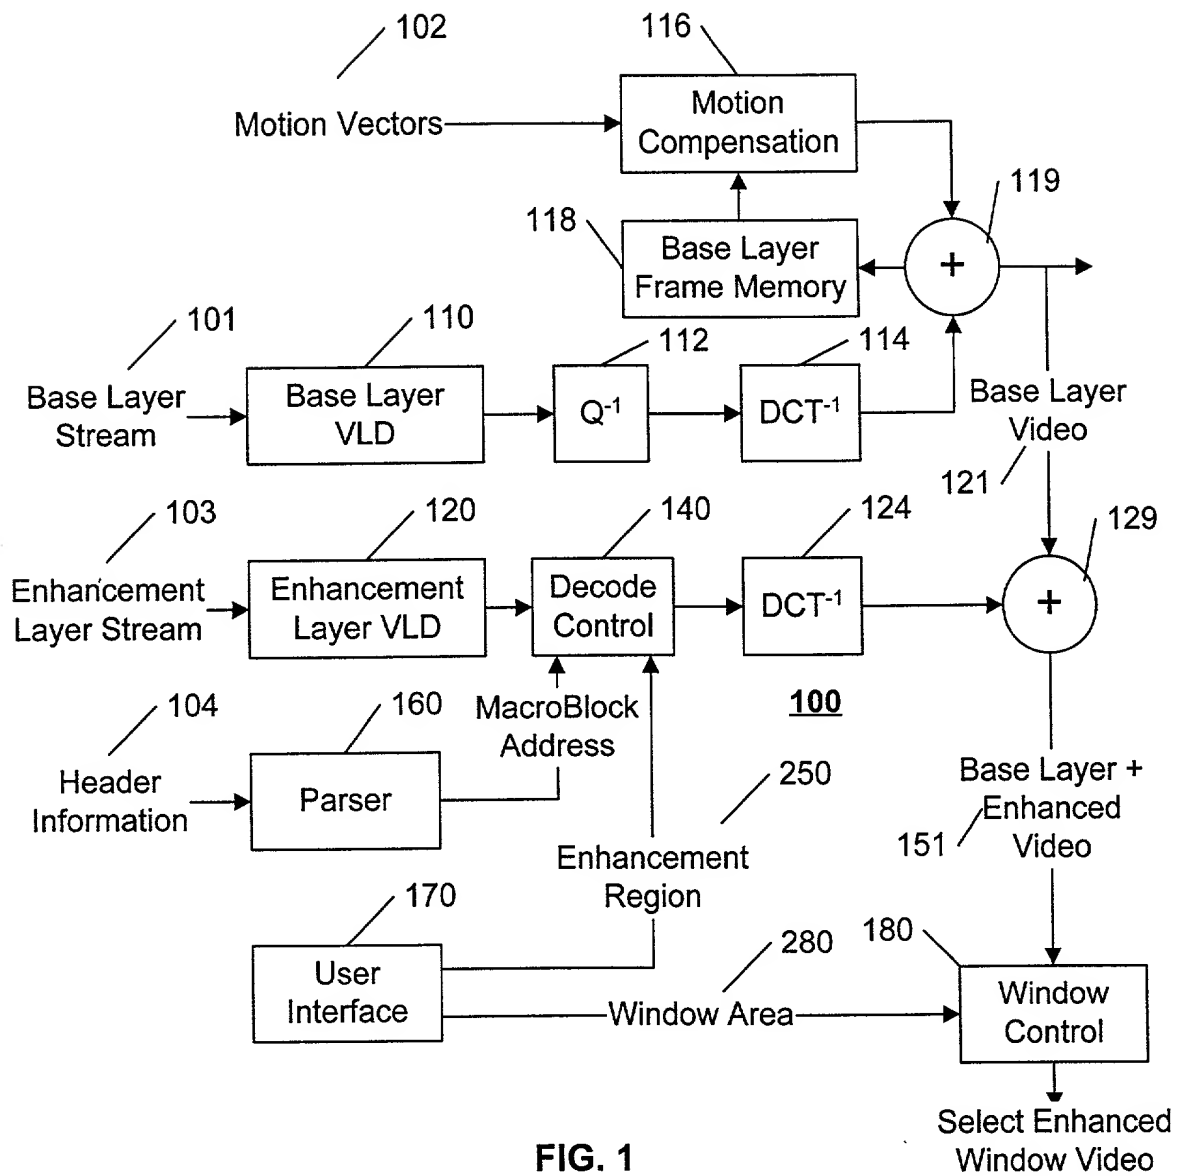 102
116
Motion Vectors
Motion
Compensation
119
118
Base Layer
Frame Memory
+
101
110
112
114
Base Layer
Stream
Base Layer
VLD
Q-1
DCT-1
Base Layer
Video
121
103
120
140
124
129
Enhancement
Layer Stream
Enhancement
Layer VLD
Decode
Control
DCT-1
+
104
160
MacroBlock
Address
100
Header
Information
Parser
250
Base Layer +
Enhanced
Video
151
Enhancement
Region
170
280
180
User
Interface
Window Area
Window
Control
Select Enhanced
Window Video
FIG. 1